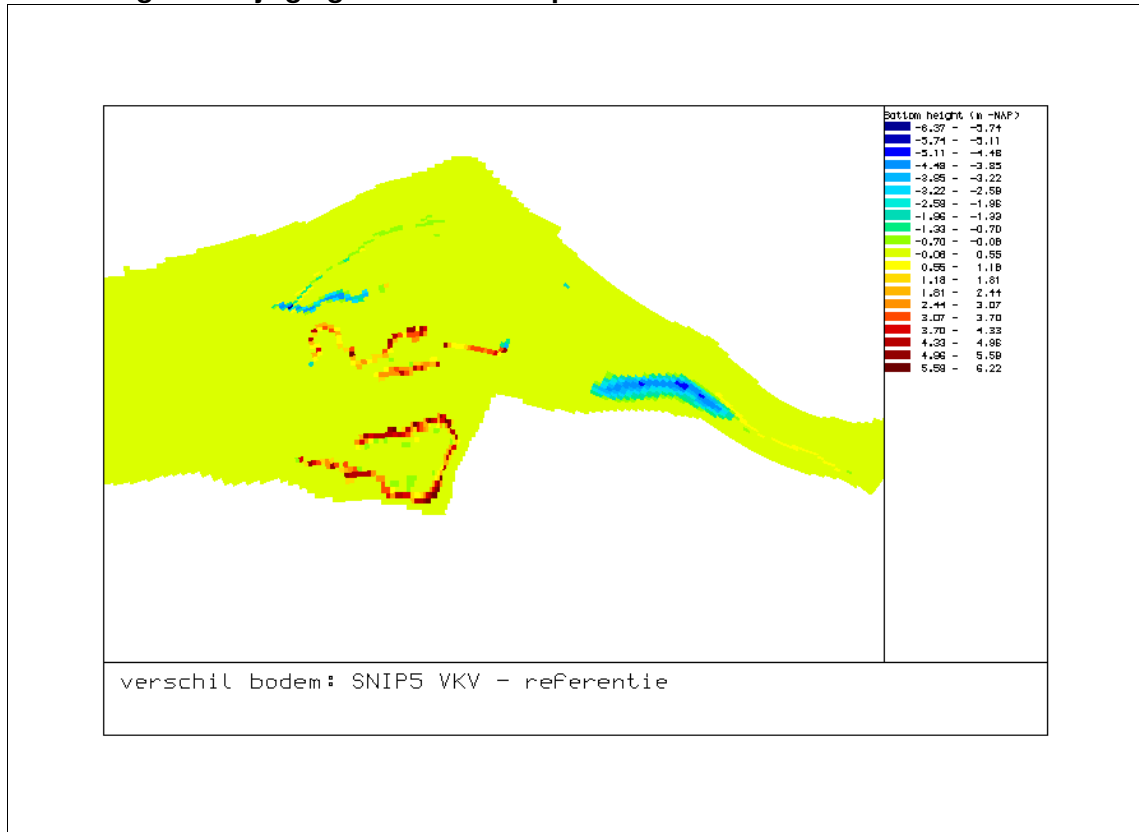 Bottom height (m -NAP)
-6.37 - -5.74
-5.74 - -5.11
-5.11 - -4.48
-4.48 - -3.85
-3.85 - -3.22
-3.22 - -2.59
-2.59 - -1.96
-1.96 - -1.33
-1.33 - -0.70
-0.70 - -0.08
-0.08 - 0.55
0.55 - 1.18
1.18 - 1.81
1.81 - 2.44
2.44 - 3.07
3.07 - 3.70
3.70 - 4.33
4.33 - 4.96
4.96 - 5.59
5.59 - 6.22
verschil bodem: SNIP5 VKV - referentie